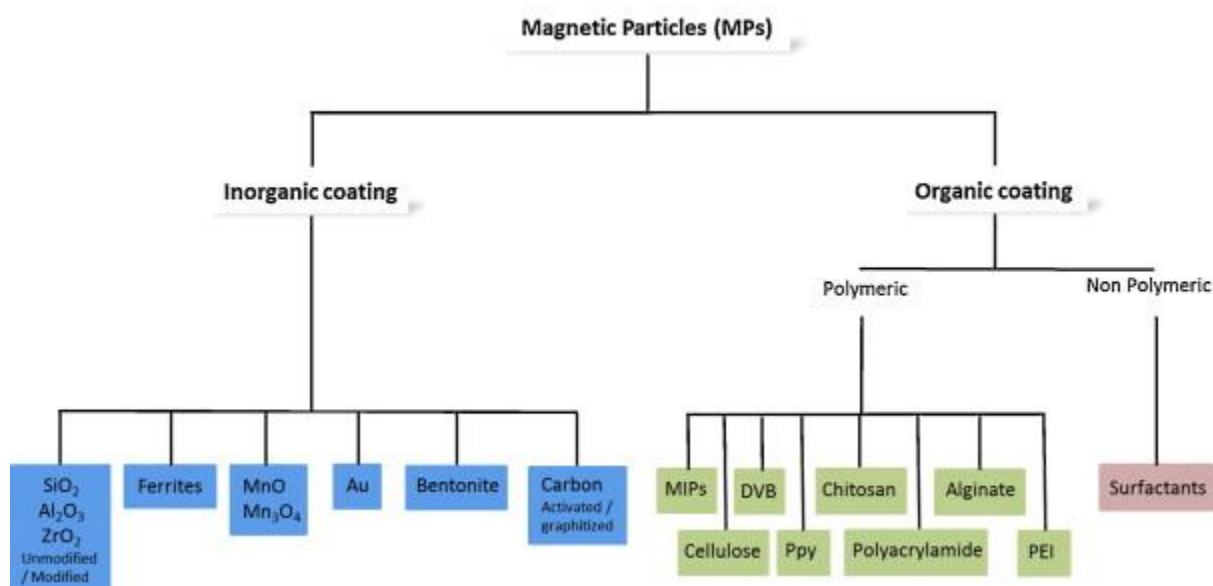 Magnetic Particles (MPs)
Inorganic coating
Organic coating
Polymeric
Non Polymeric
SiO₂
Al₂O₃
ZrO₂
Unmodified
/ Modified
Ferrites
MnO
Mn₃O₄
Au
Bentonite
Carbon
Activated /
graphitized
MIPs
DVB
Chitosan
Alginate
Surfactants
Cellulose
Ppy
Polyacrylamide
PEI